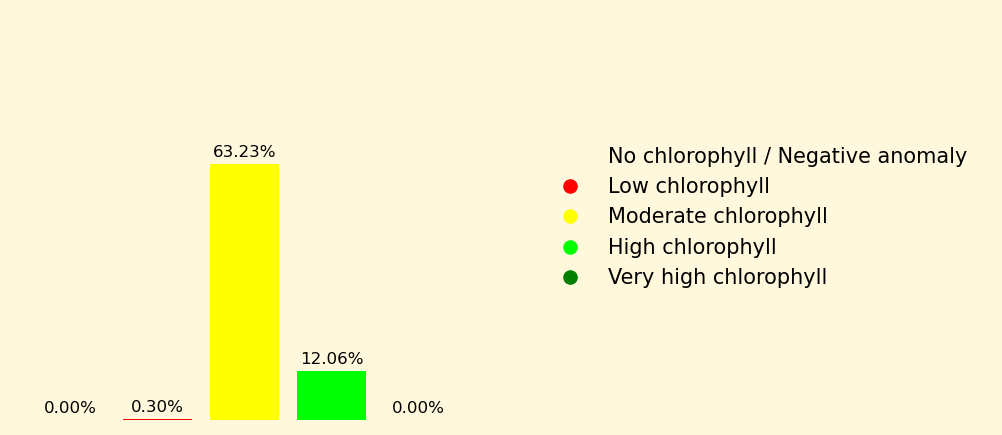 63.23%
No chlorophyll / Negative anomaly
Low chlorophyll
Moderate chlorophyll
High chlorophyll
Very high chlorophyll
12.06%
0.00%
0.30%
0.00%